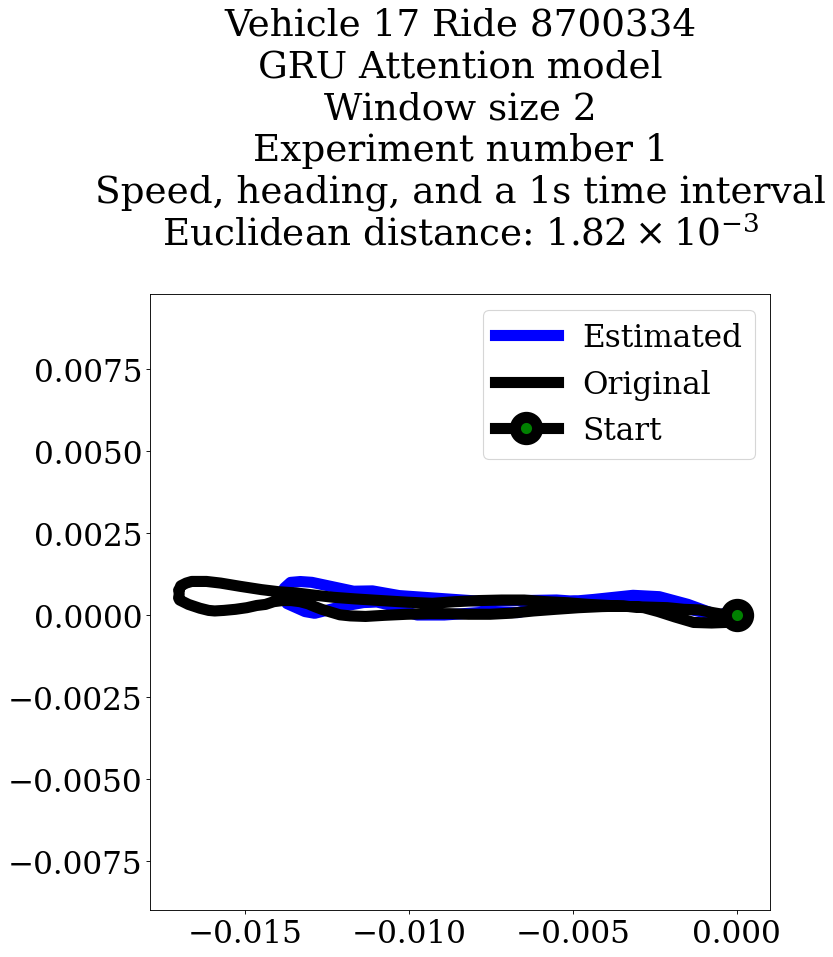 Vehicle 17 Ride 8700334
GRU Attention model
Window size 2
Experiment number 1
Speed, heading, and a 1s time interval
Euclidean distance: 1.82 × 10⁻³
Estimated
Original
Start
0.0075
0.0050
0.0025
0.0000
−0.0025
−0.0050
−0.0075
−0.015 −0.010 −0.005 0.000